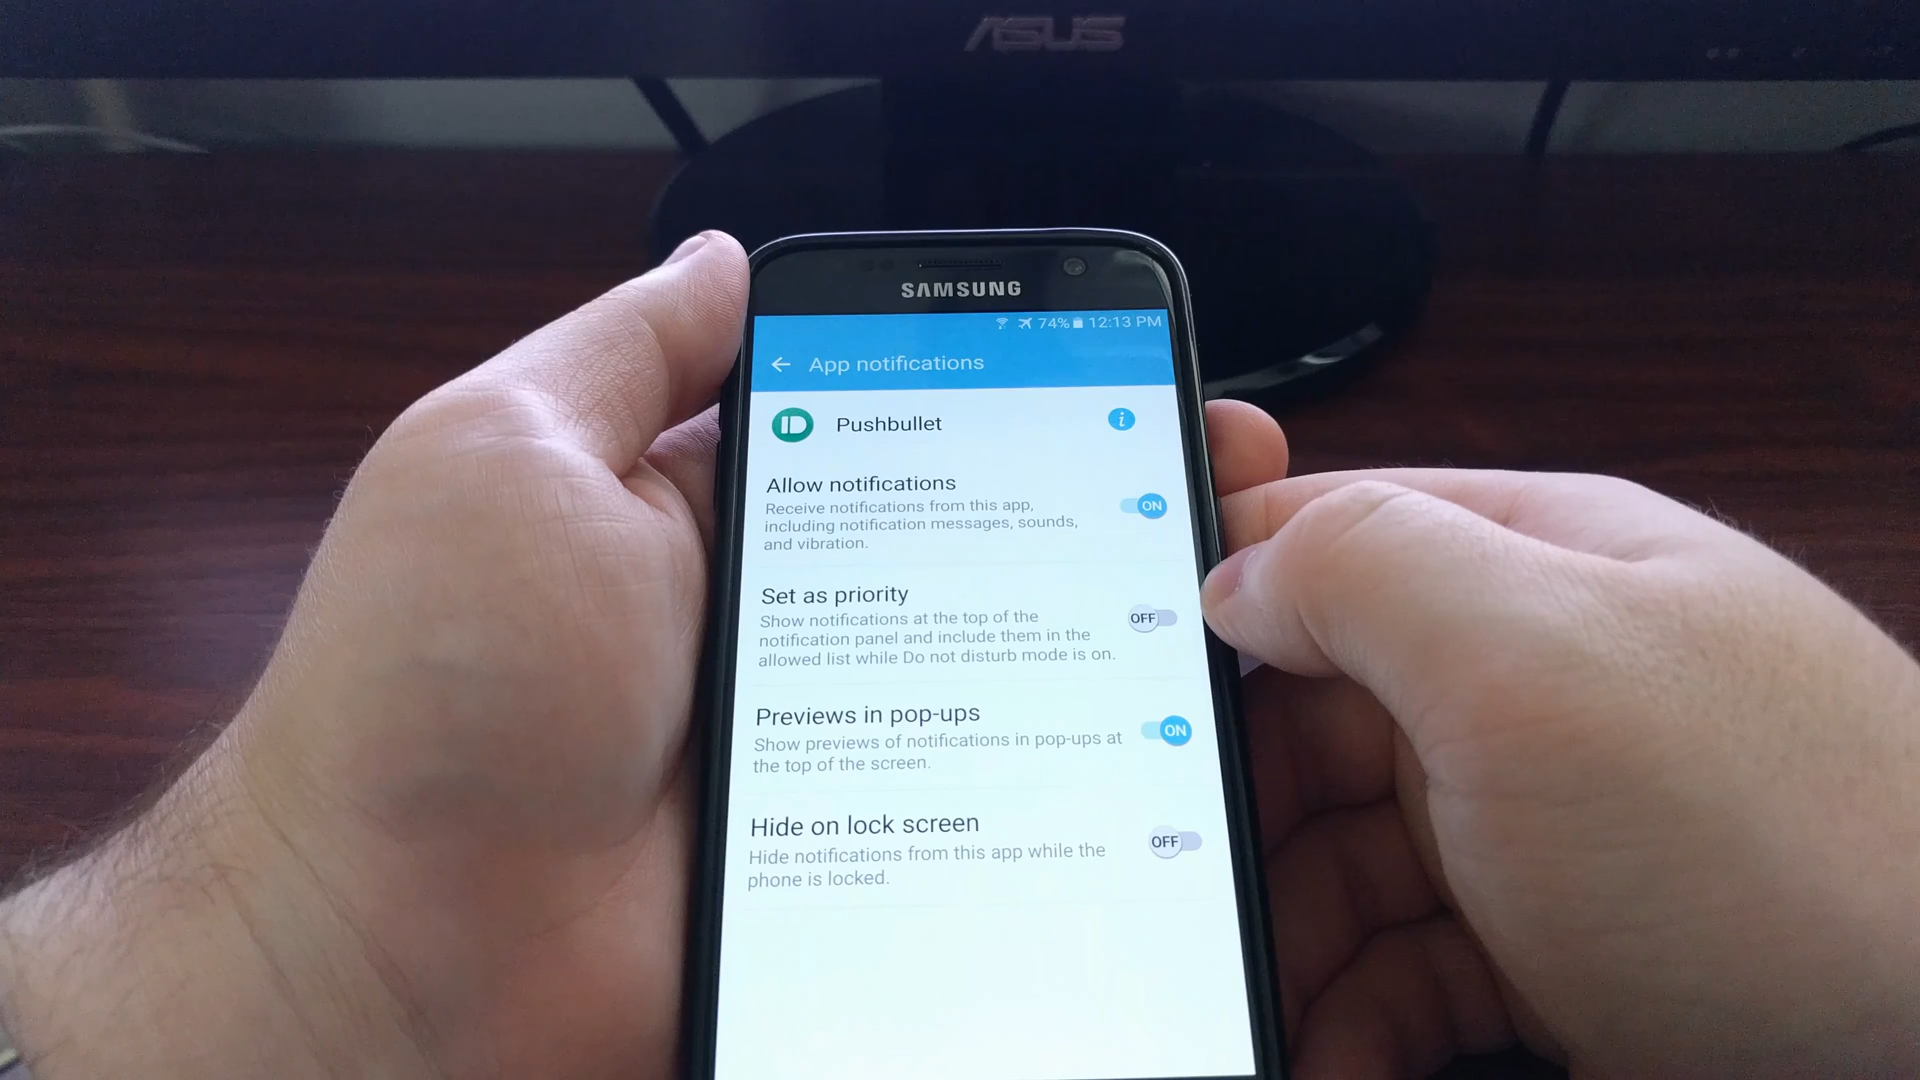 ASUS
SAMSUNG
74% 12:13 PM
App notifications
Pushbullet
i
Allow notifications
Receive notifications from this app,
including notification messages, sounds,
and vibration.
ON
Set as priority
Show notifications at the top of the
notification panel and include them in the
allowed list while Do not disturb mode is on.
OFF
Previews in pop-ups
Show previews of notifications in pop-ups at
the top of the screen.
ON
Hide on lock screen
Hide notifications from this app while the
phone is locked.
OFF